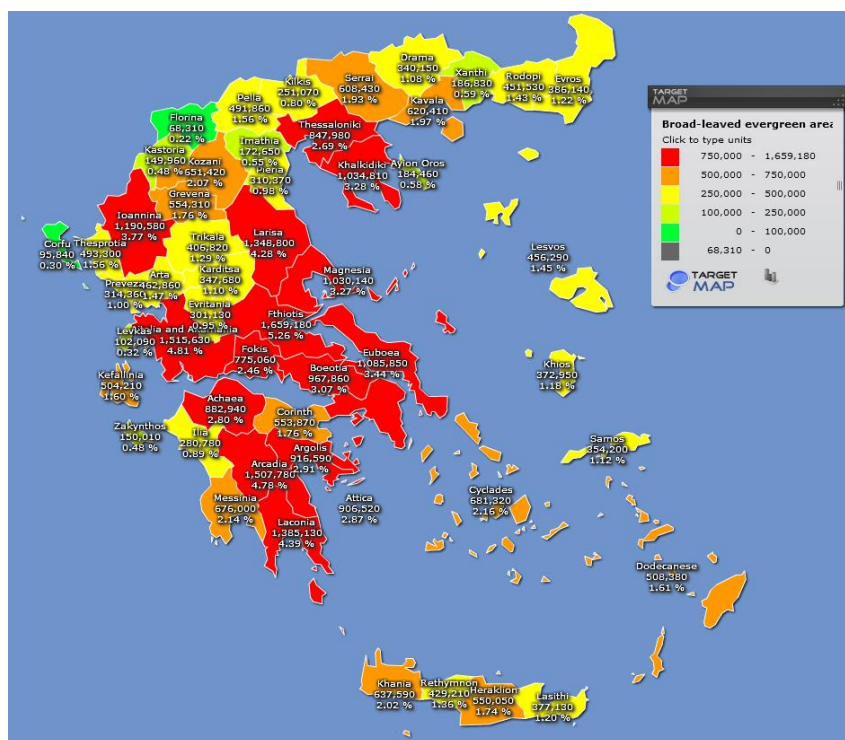 Drama
340,150
1.08 %
Xanthi
186,830
0.59 %
Rodopi
451,530
1.43 %
Evros
386,140
1.22 %
Serrai
608,430
1.93 %
Kilkis
251,070
0.80 %
Pella
491,860
1.56 %
Kavala
620,410
1.97 %
Florina
68,310
0.22 %
Thessaloniki
847,980
2.69 %
Imathia
172,650
0.55 %
Kastoria
149,960
0.48 %
Kozani
651,420
2.07 %
Pieria
310,370
0.98 %
Khalkidiki
1,034,810
3.28 %
Ayion Oros
184,460
0.58 %
Grevena
554,310
1.76 %
Ioannina
1,190,580
3.77 %
Larisa
1,348,800
4.28 %
Trikala
406,820
1.29 %
Corfu
95,840
0.30 %
Thesprotia
493,300
1.56 %
Lesvos
456,290
1.45 %
Karditsa
347,680
1.10 %
Magnesia
1,030,140
3.27 %
Arta
462,860
1.47 %
Preveza
314,360
1.00 %
Evritania
301,130
0.95 %
Fthiotis
1,659,180
5.26 %
Levkas
102,090
0.32 %
1,515,630
4.81 %
Fokis
775,060
2.46 %
Euboea
1,085,850
3.44 %
Boeotia
967,860
3.07 %
Khios
372,950
1.18 %
Kefallinia
504,210
1.60 %
Achaea
882,940
2.80 %
Corinth
553,870
1.76 %
Zakynthos
150,010
0.48 %
Ilia
280,780
0.89 %
Samos
354,200
1.12 %
Argolis
916,590
2.91 %
Arcadia
1,507,780
4.78 %
Messinia
676,000
2.14 %
Attica
906,520
2.87 %
Cyclades
681,320
2.16 %
Laconia
1,385,130
4.39 %
Dodecanese
508,380
1.61 %
Khania
637,590
2.02 %
Rethymnon
429,210
1.36 %
Heraklion
550,050
1.74 %
Lasithi
377,130
1.20 %
TARGET
MAP
Broad-leaved evergreen area
Click to type units
750,000 - 1,659,180
500,000 - 750,000
250,000 - 500,000
100,000 - 250,000
0 - 100,000
68,310 - 0
TARGET
MAP